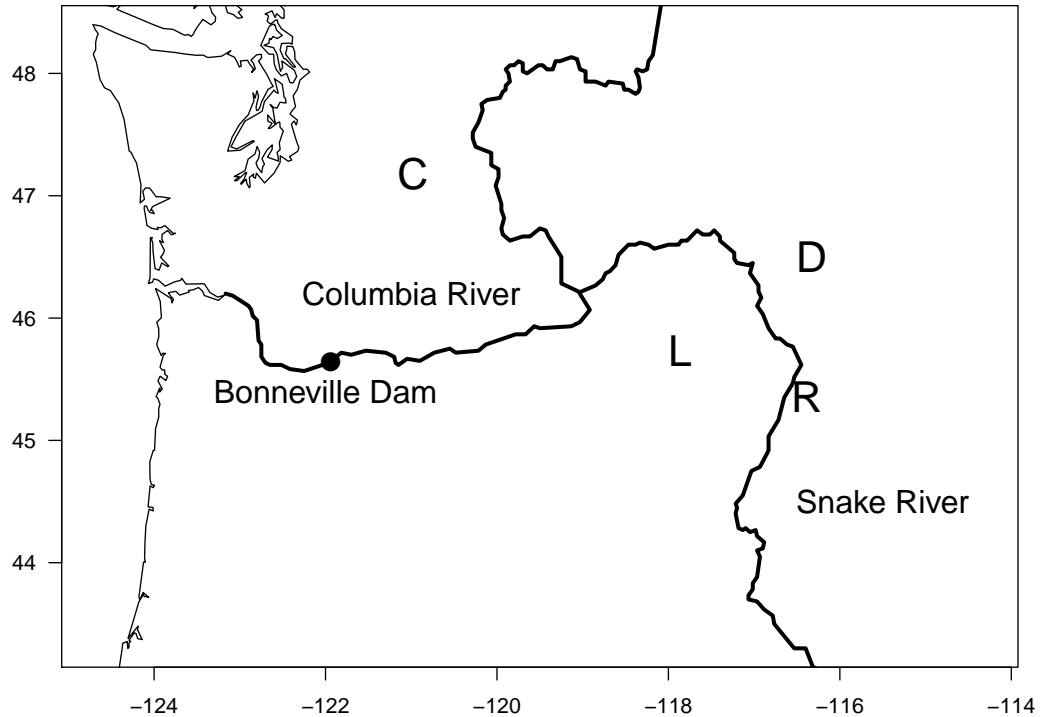 48
47
46
45
44
C
D
Columbia River
L
Bonneville Dam
R
Snake River
−124
−122
−120
−118
−116
−114